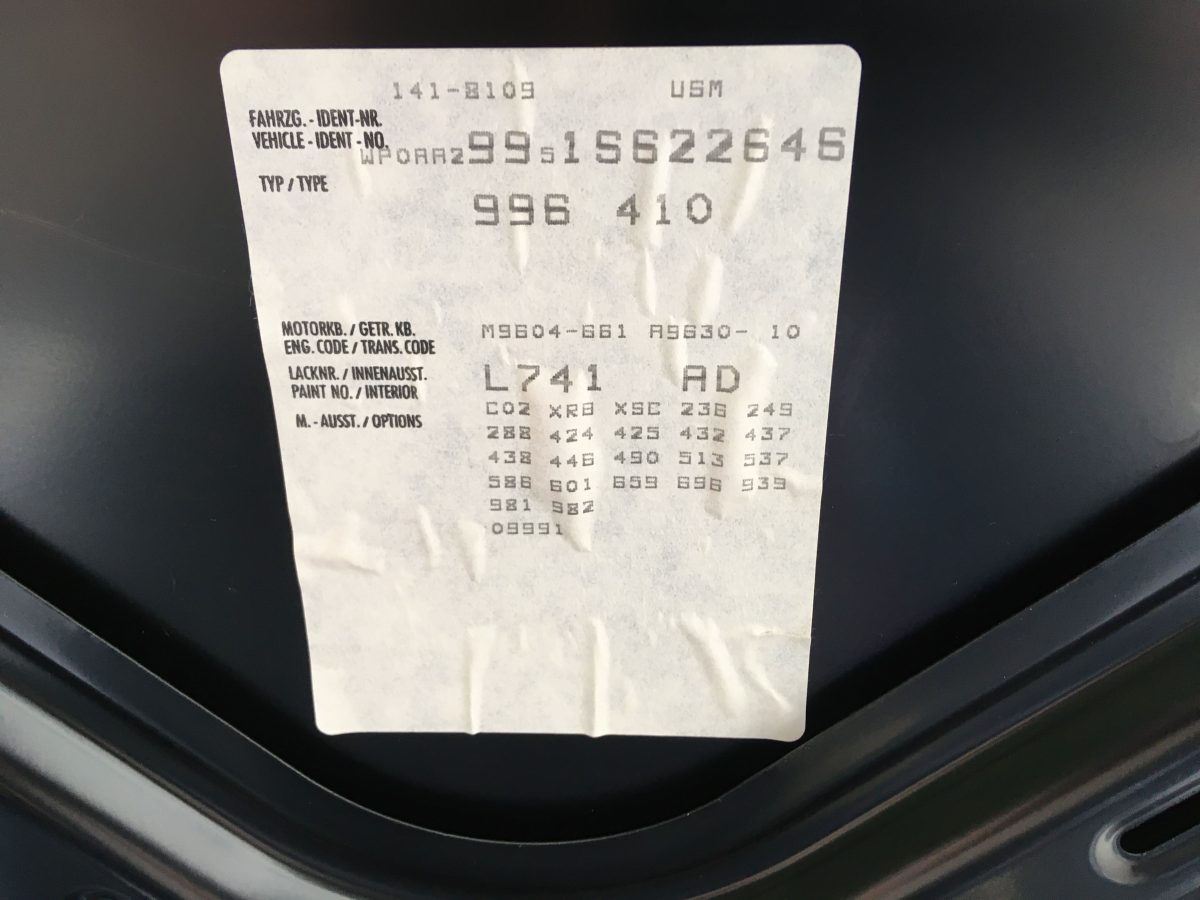 141-8109 USM
FAHRZG. - IDENT-NR.
VEHICLE - IDENT - NO. WP0AA29951S622646
TYP / TYPE
996 410
MOTORKB. / GETR. KB. M9604-661 A9630- 10
ENG. CODE / TRANS. CODE
LACKNR. / INNENAUSST. L741 AD
PAINT NO. / INTERIOR
C02 XRB XSC 236 249
M. - AUSST. / OPTIONS
288 424 425 432 437
438 446 490 513 537
586 601 659 696 939
981 982
09991